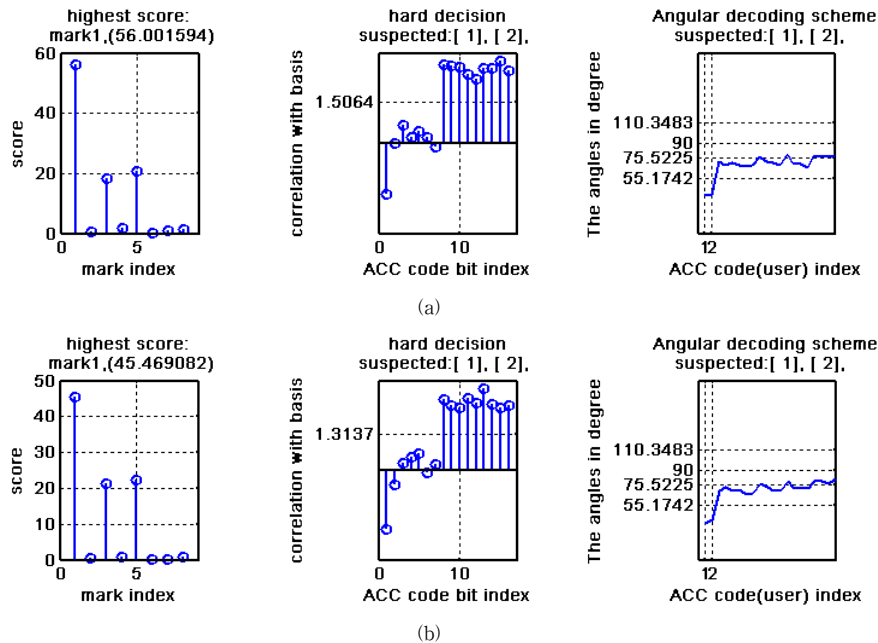 highest score:
mark1,(56.001594)
60
40
20
0
0
5
score
mark index
hard decision
suspected:[ 1], [ 2],
1.5064
0
10
correlation with basis
ACC code bit index
Angular decoding scheme
suspected:[ 1], [ 2],
110.3483
90
75.5225
55.1742
12
The angles in degree
ACC code(user) index
(a)
highest score:
mark1,(45.469082)
50
40
30
20
10
0
0
5
score
mark index
hard decision
suspected:[ 1], [ 2],
1.3137
0
10
correlation with basis
ACC code bit index
Angular decoding scheme
suspected:[ 1], [ 2],
110.3483
90
75.5225
55.1742
12
The angles in degree
ACC code(user) index
(b)